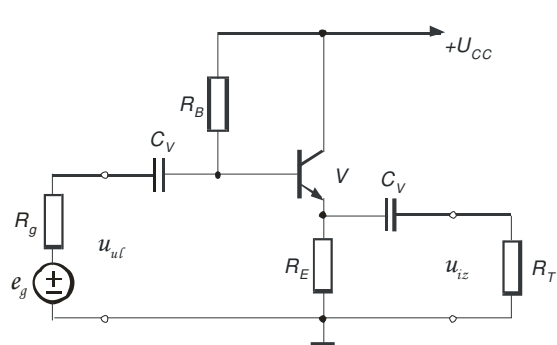 +U_CC
R_B
C_V
V
C_V
R_g
u_ul
e_g
R_E
u_iz
R_T